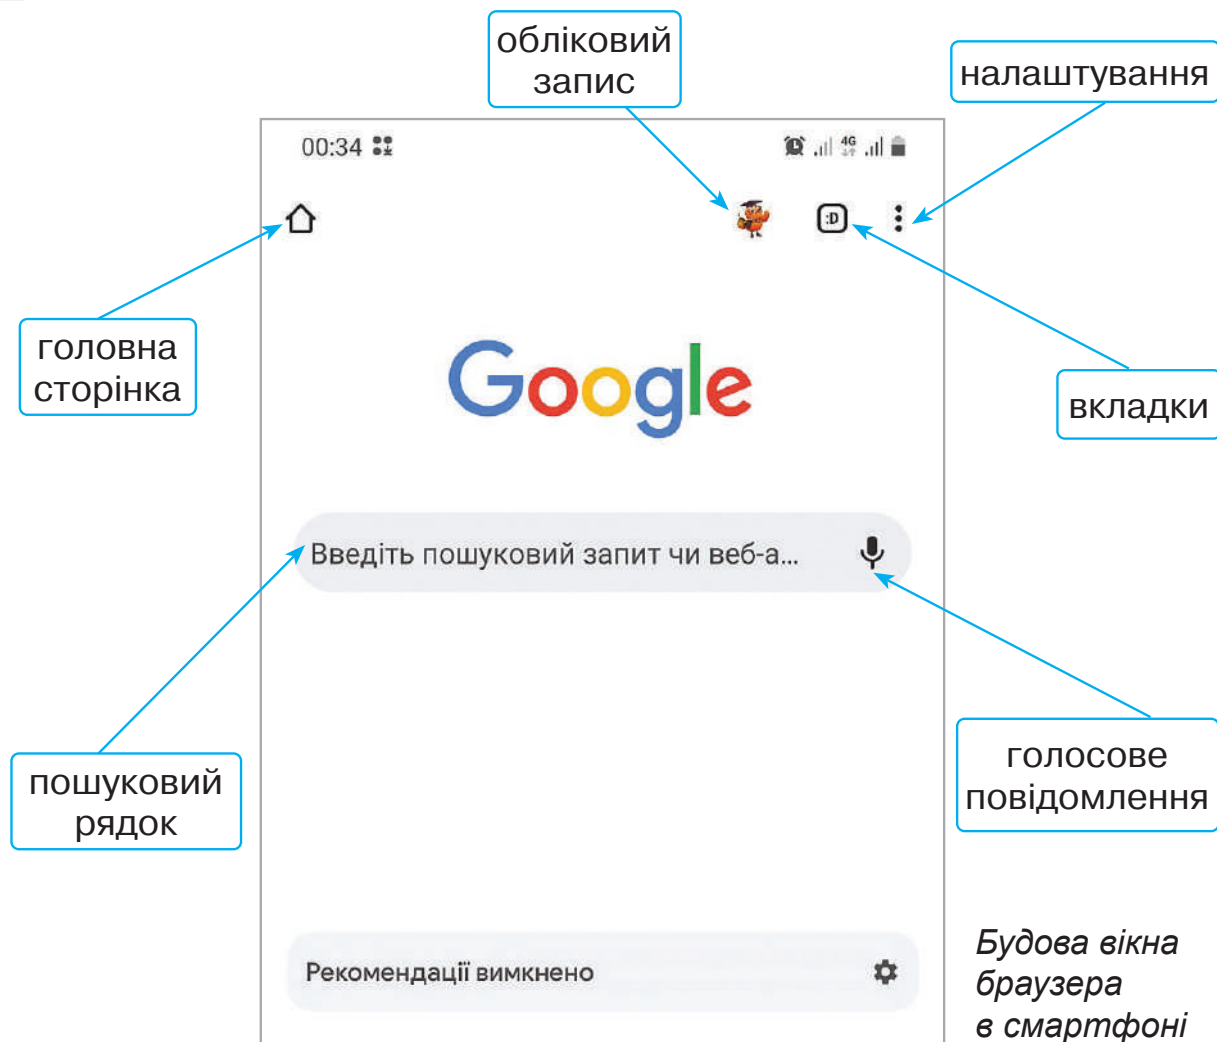 обліковий
запис
налаштування
00:34
4G
:D
головна
сторінка
Google
вкладки
Введіть пошуковий запит чи веб-а...
пошуковий
рядок
голосове
повідомлення
Рекомендації вимкнено
Будова вікна
браузера
в смартфоні